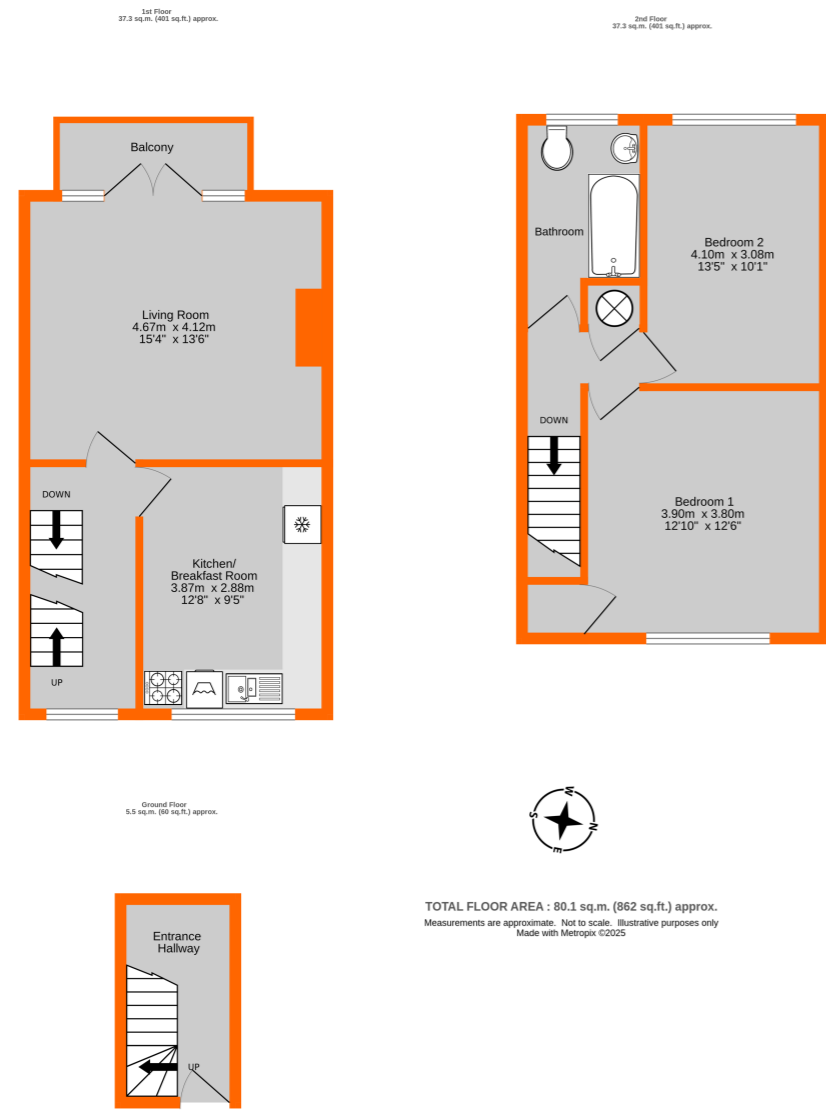 1st Floor
37.3 sq.m. (401 sq.ft.) approx.
2nd Floor
37.3 sq.m. (401 sq.ft.) approx.
Balcony
Living Room
4.67m x 4.12m
15'4" x 13'6"
DOWN
Kitchen/
Breakfast Room
3.87m x 2.88m
12'8" x 9'5"
UP
Bathroom
Bedroom 2
4.10m x 3.08m
13'5" x 10'1"
DOWN
Bedroom 1
3.90m x 3.80m
12'10" x 12'6"
Ground Floor
5.5 sq.m. (60 sq.ft.) approx.
Entrance
Hallway
UP
W
S
N
E
TOTAL FLOOR AREA : 80.1 sq.m. (862 sq.ft.) approx.
Measurements are approximate. Not to scale. Illustrative purposes only
Made with Metropix ©2025